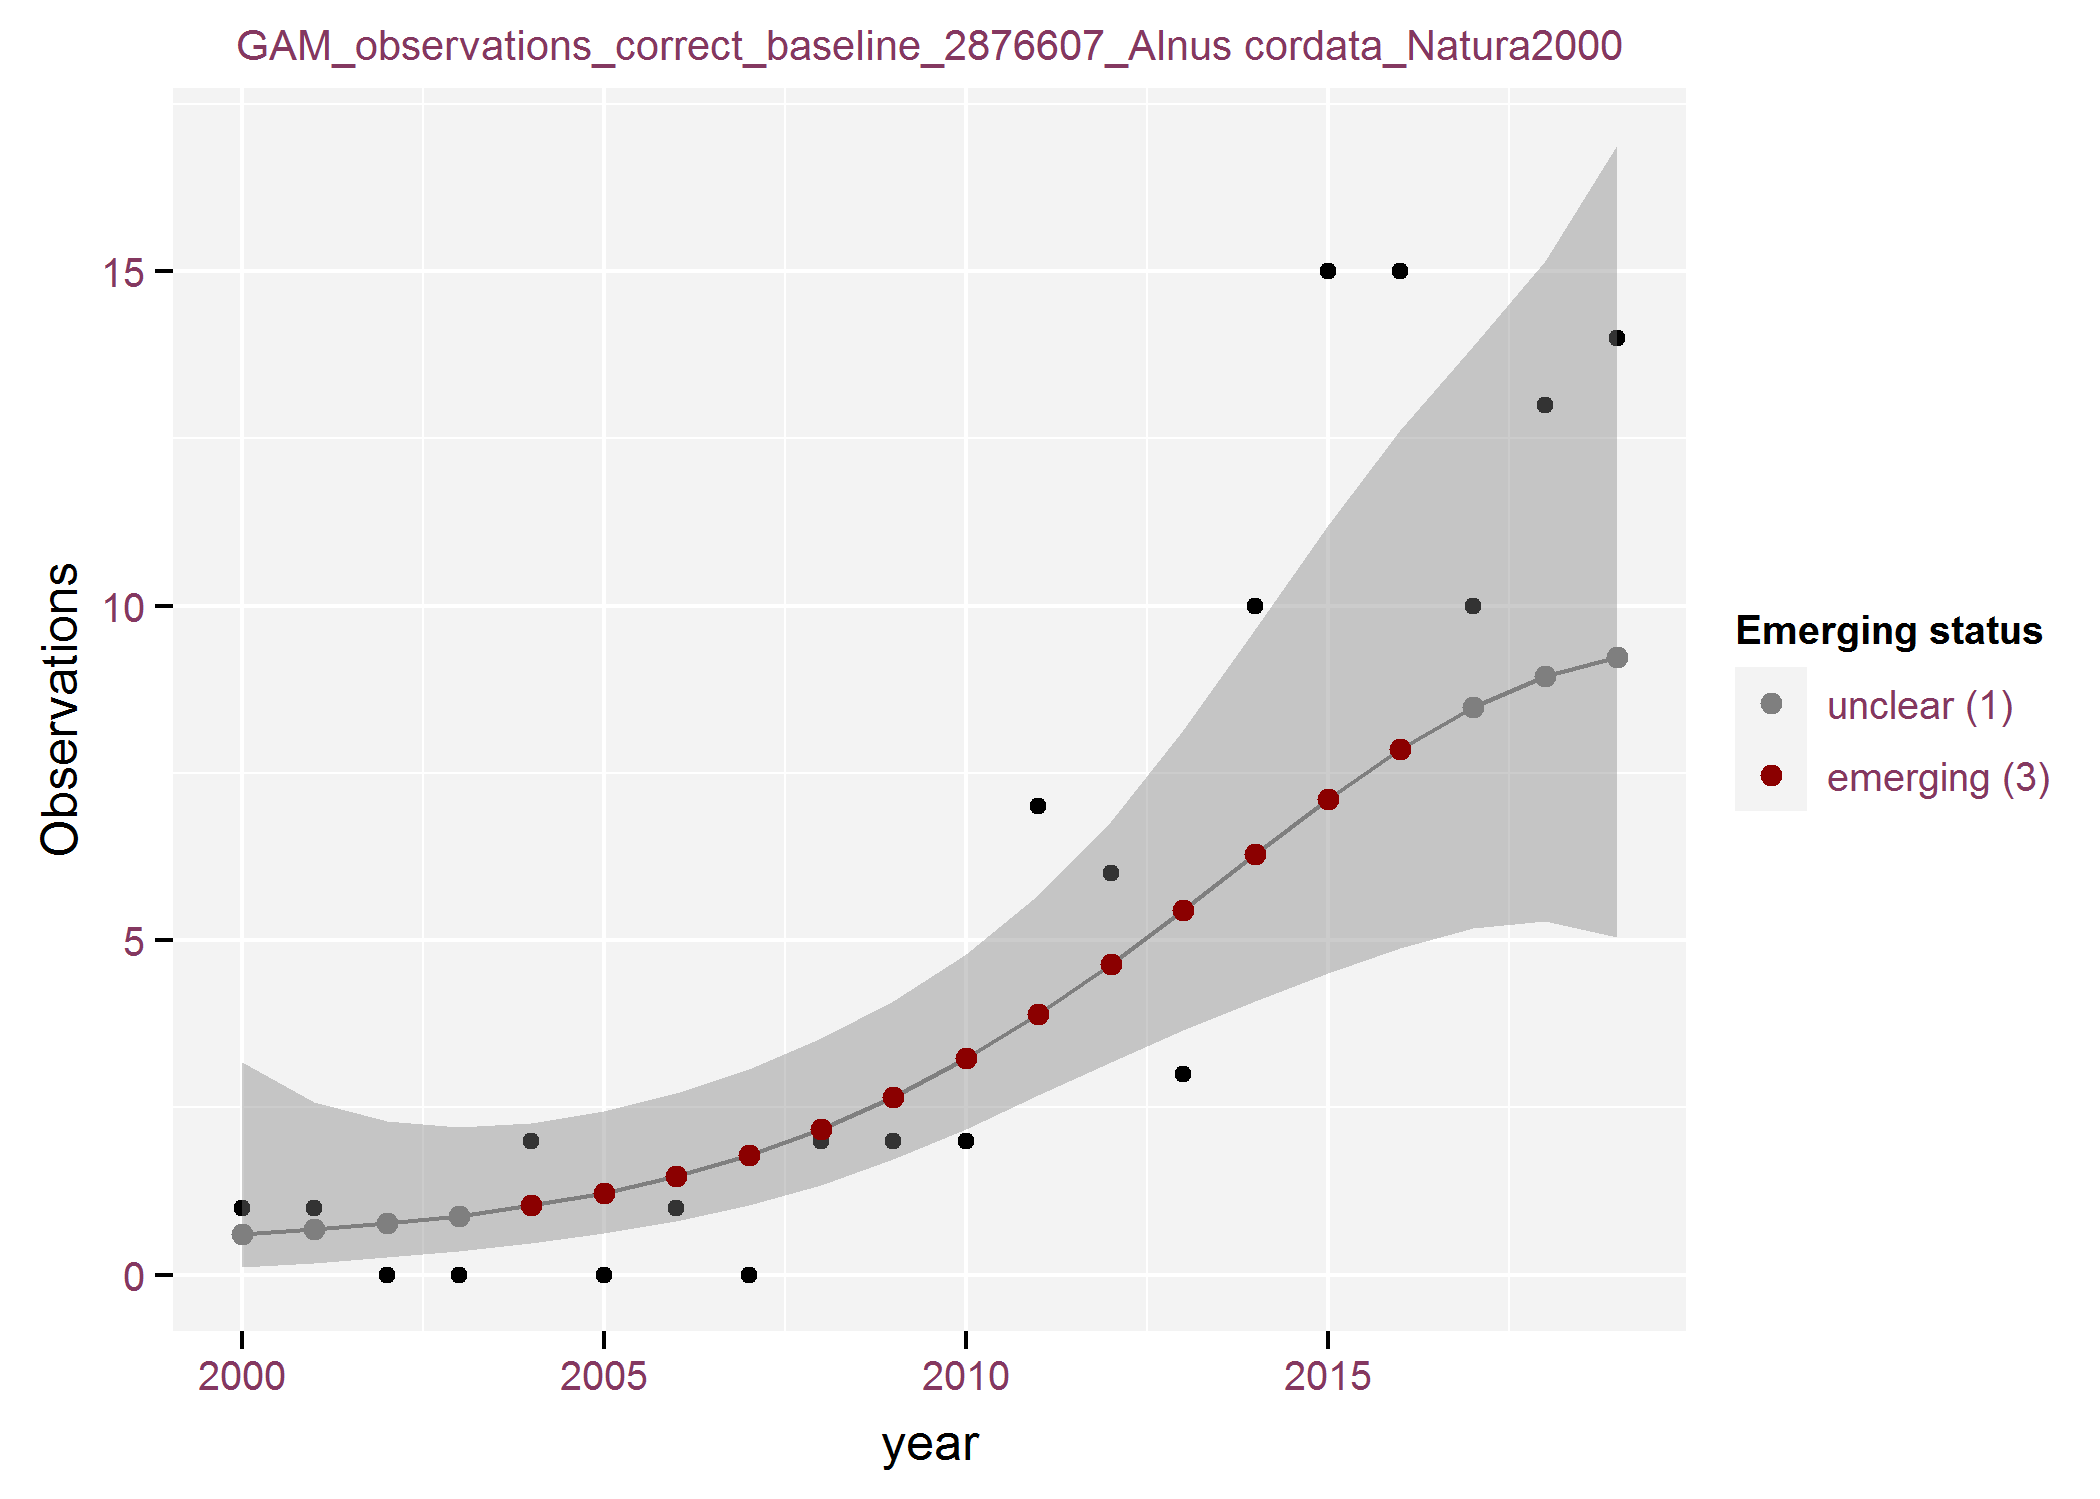 GAM_observations_correct_baseline_2876607_Alnus cordata_Natura2000
Observations
15
10
5
0
2000
2005
2010
2015
year
Emerging status
unclear (1)
emerging (3)